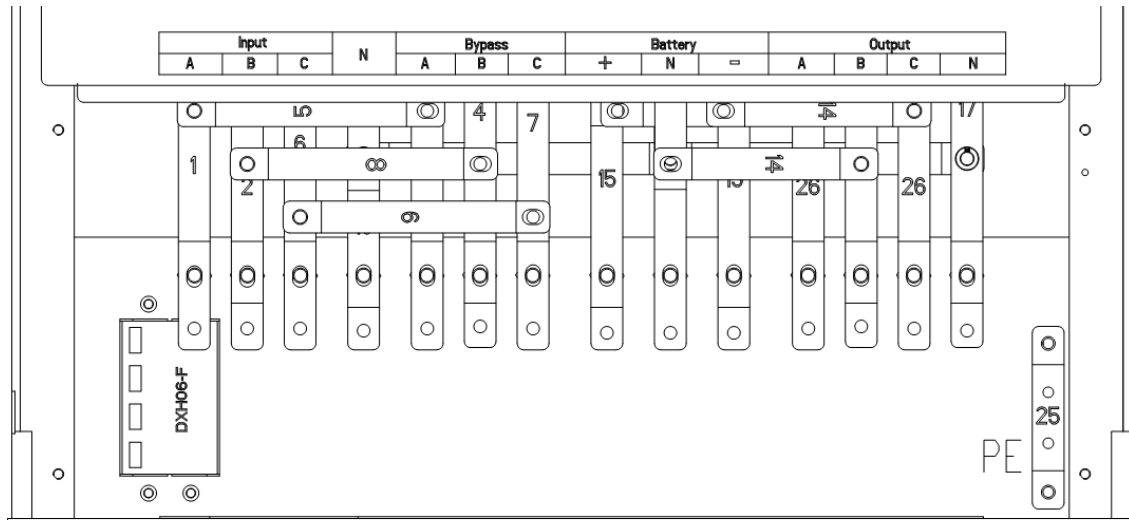 Input N Bypass Battery Output
A B C A B C + N − A B C N
5 4 14 17
6 7
1 8 14
2 15 15 26 26
9
DXH06-F
25
PE